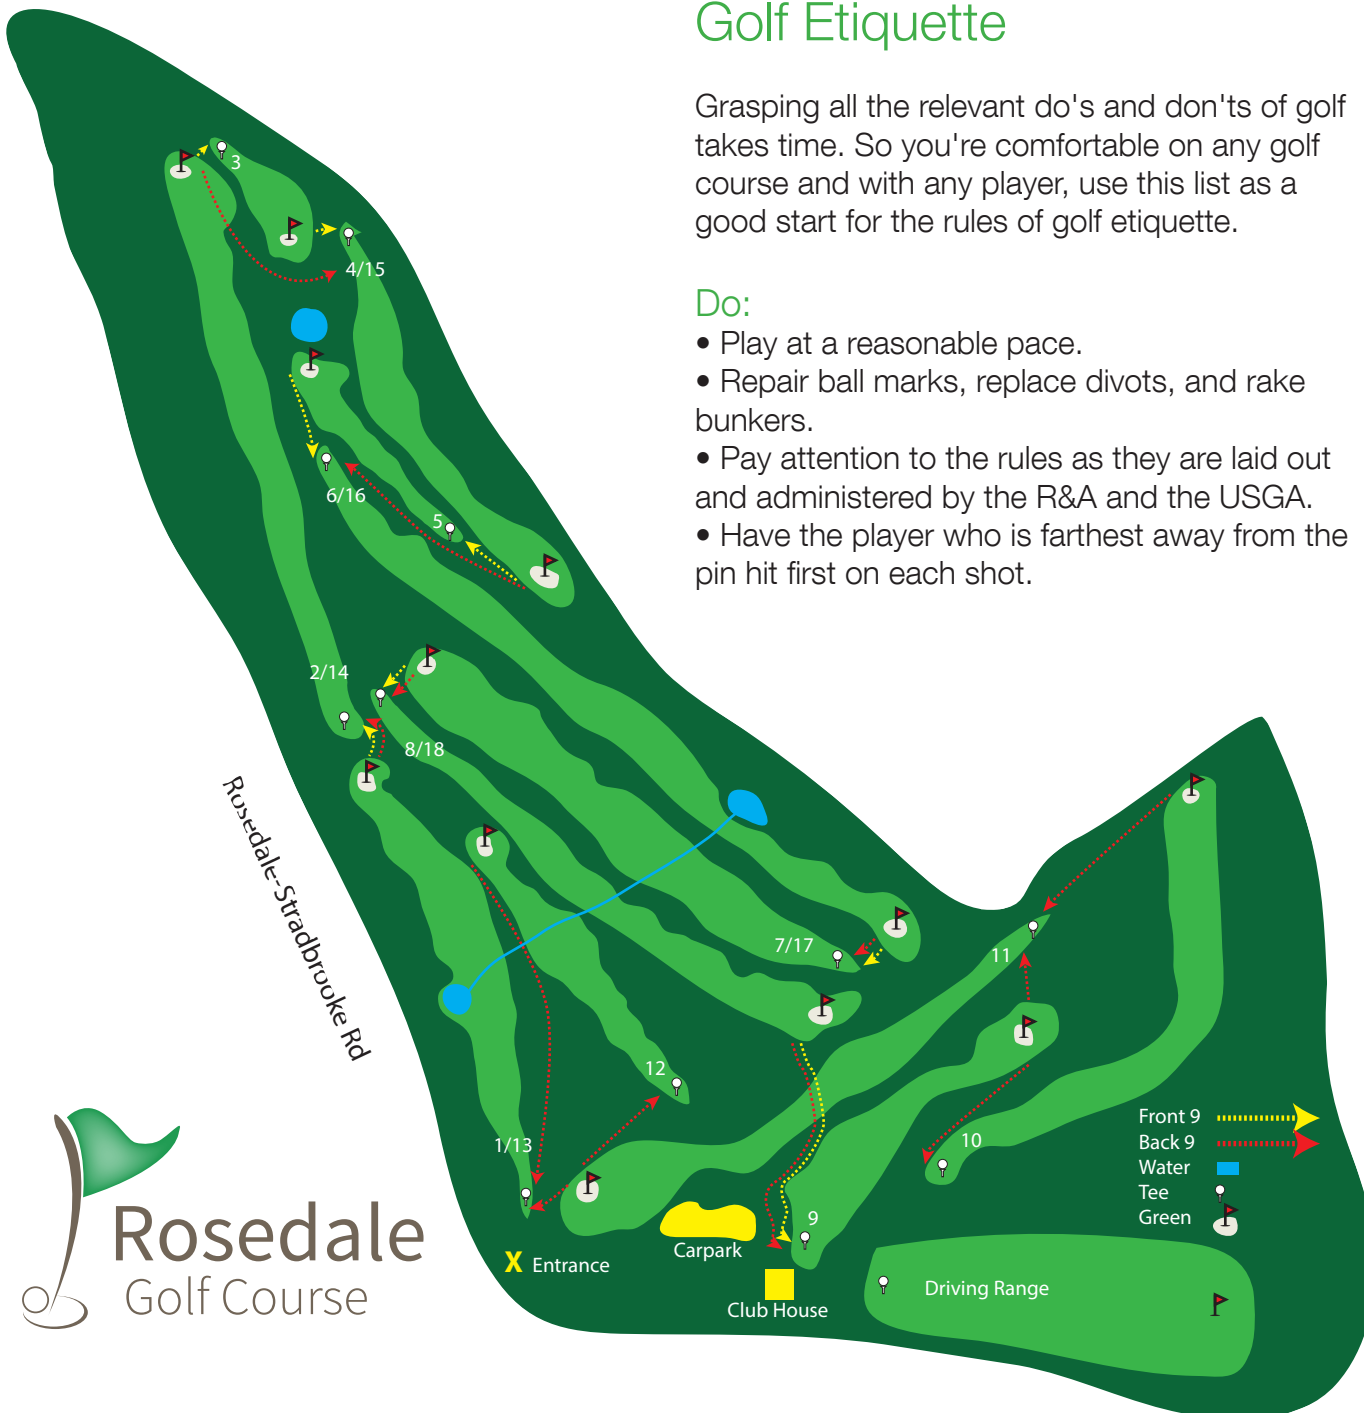 Golf Etiquette
Grasping all the relevant do's and don'ts of golf
takes time. So you're comfortable on any golf
course and with any player, use this list as a
good start for the rules of golf etiquette.
Do:
• Play at a reasonable pace.
• Repair ball marks, replace divots, and rake
bunkers.
• Pay attention to the rules as they are laid out
and administered by the R&A and the USGA.
• Have the player who is farthest away from the
pin hit first on each shot.
3
4/15
6/16
5
2/14
8/18
Rosedale-Stradbrooke Rd
7/17
11
12
1/13
10
9
Front 9
Back 9
Water
Tee
Green
Carpark
X Entrance
Club House
Driving Range
Rosedale
Golf Course